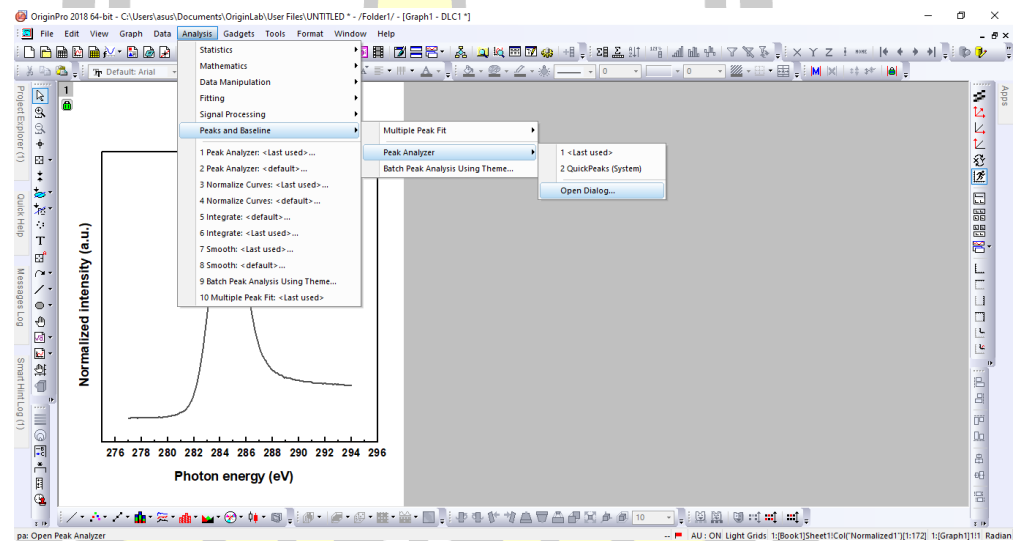 OriginPro 2018 64-bit - C:\Users\asus\Documents\OriginLab\User Files\UNTITLED * - /Folder1/ - [Graph1 - DLC1 *]
File Edit View Graph Data Analysis Gadgets Tools Format Window Help
Default: Arial
0
0
X Y Z
M
1
Project Explorer (1)
Quick Help
Messages Log
Smart Hint Log (1)
Apps
Statistics
Mathematics
Data Manipulation
Fitting
Signal Processing
Peaks and Baseline
1 Peak Analyzer: <Last used>...
2 Peak Analyzer: <default>...
3 Normalize Curves: <Last used>...
4 Normalize Curves: <default>...
5 Integrate: <default>...
6 Integrate: <Last used>...
7 Smooth: <Last used>...
8 Smooth: <default>...
9 Batch Peak Analysis Using Theme...
10 Multiple Peak Fit: <Last used>
Multiple Peak Fit
Peak Analyzer
Batch Peak Analysis Using Theme...
1 <Last used>
2 QuickPeaks (System)
Open Dialog...
Normalized intensity (a.u.)
276 278 280 282 284 286 288 290 292 294 296
Photon energy (eV)
T
10
pa: Open Peak Analyzer
-- AU : ON Light Grids 1:[Book1]Sheet1!Col("Normalized1")[1:172] 1:[Graph1]1!1 Radian